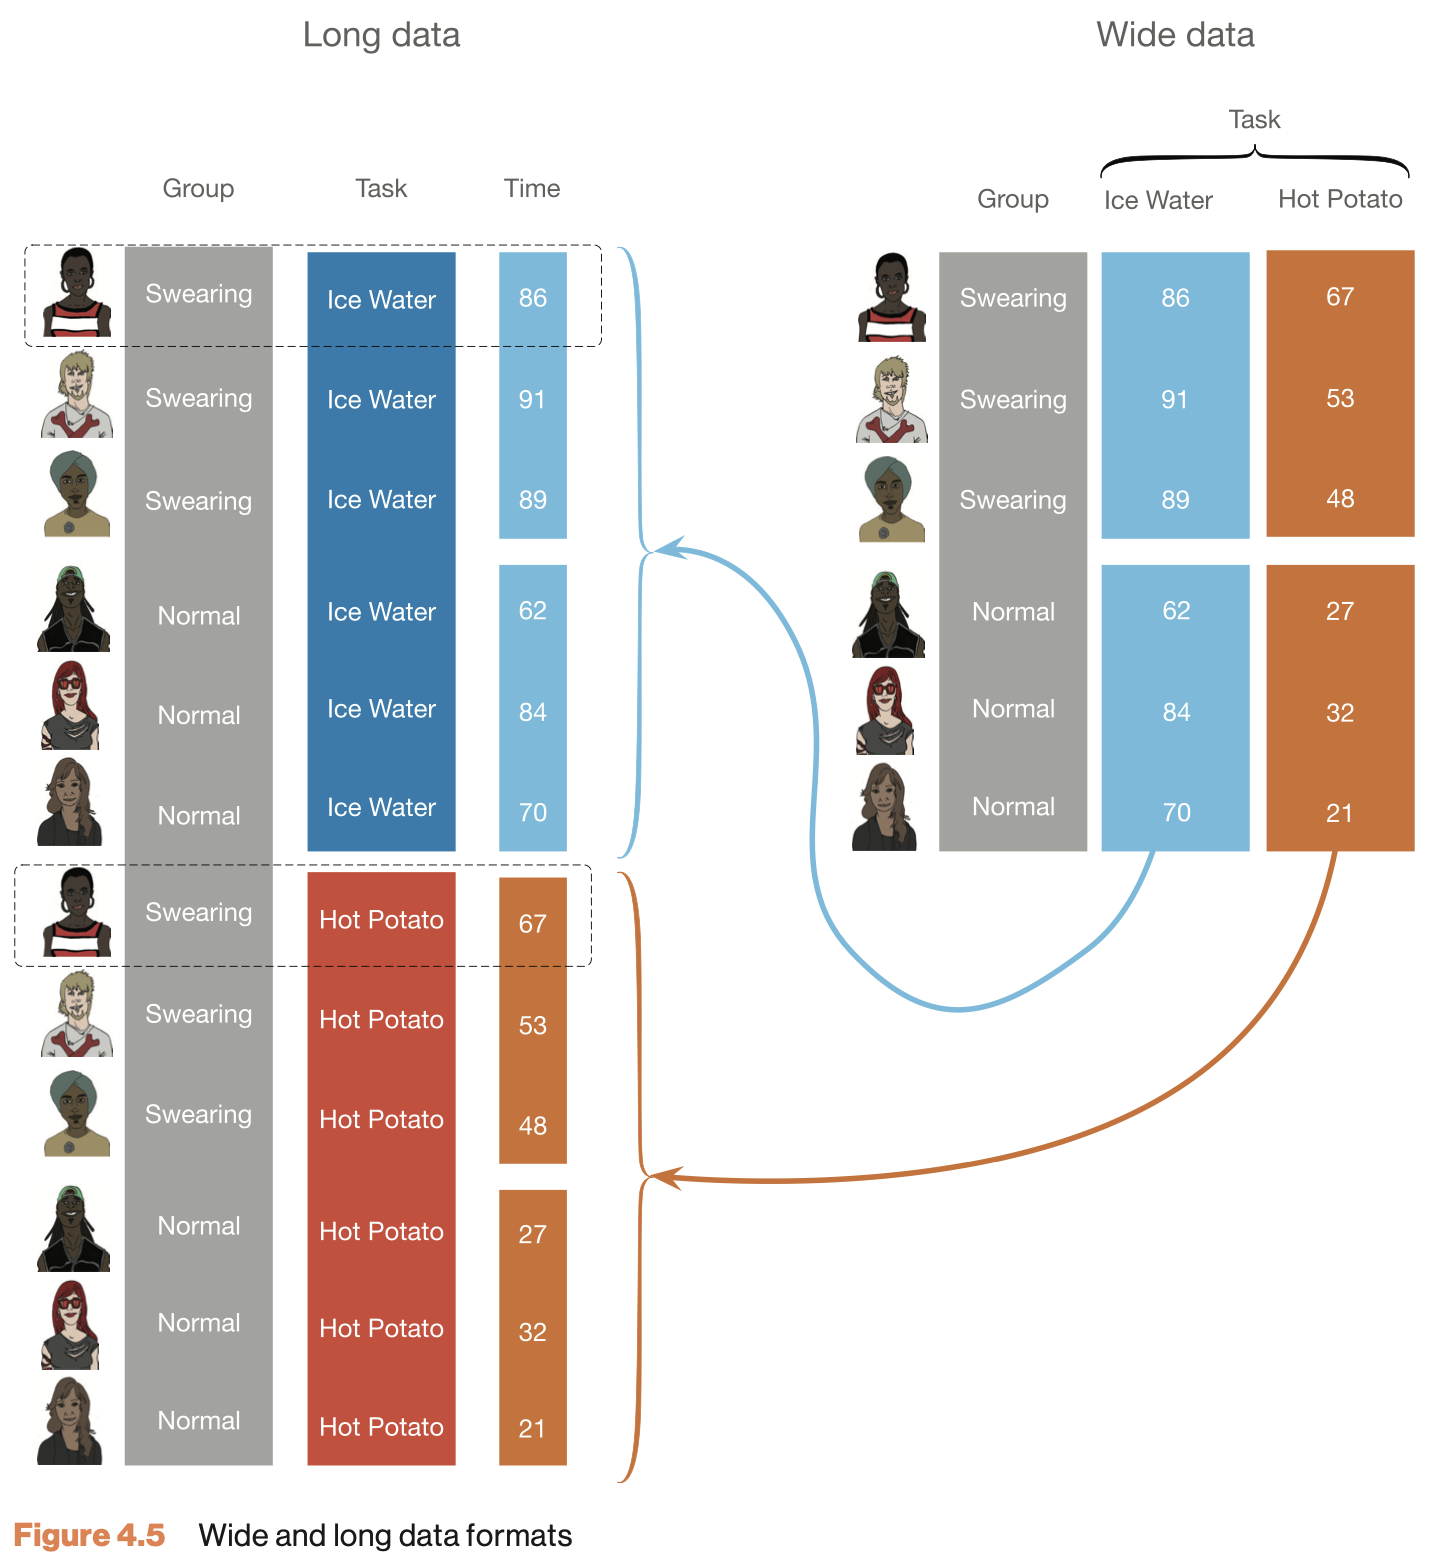 Long data
Wide data
Task
Group Task Time
Group Ice Water Hot Potato
Swearing Ice Water 86
Swearing Ice Water 91
Swearing Ice Water 89
Normal Ice Water 62
Normal Ice Water 84
Normal Ice Water 70
Swearing Hot Potato 67
Swearing Hot Potato 53
Swearing Hot Potato 48
Normal Hot Potato 27
Normal Hot Potato 32
Normal Hot Potato 21
Swearing 86 67
Swearing 91 53
Swearing 89 48
Normal 62 27
Normal 84 32
Normal 70 21
Figure 4.5 Wide and long data formats